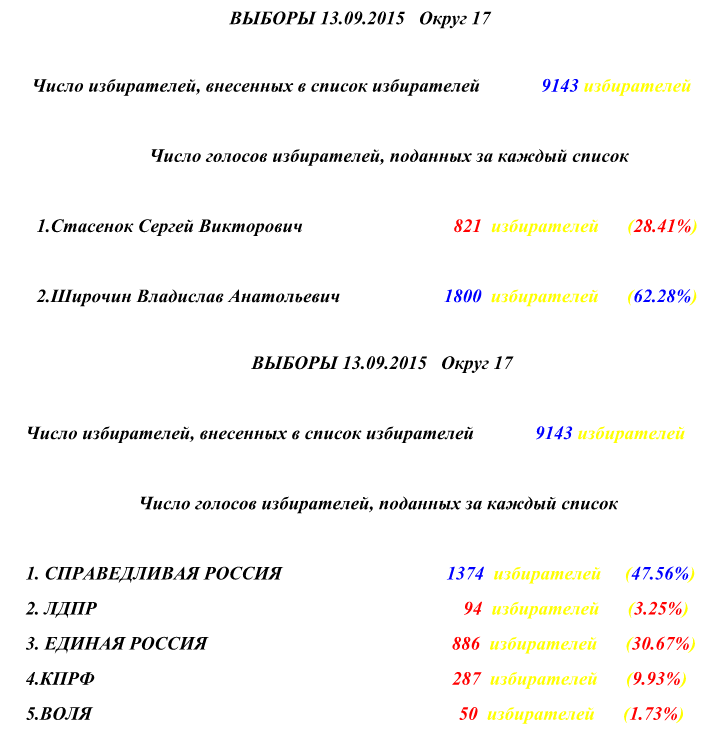 ВЫБОРЫ 13.09.2015 Округ 17
Число избирателей, внесенных в список избирателей 9143 избирателей
Число голосов избирателей, поданных за каждый список
1.Стасенок Сергей Викторович 821 избирателей (28.41%)
2.Широчин Владислав Анатольевич 1800 избирателей (62.28%)
ВЫБОРЫ 13.09.2015 Округ 17
Число избирателей, внесенных в список избирателей 9143 избирателей
Число голосов избирателей, поданных за каждый список
1. СПРАВЕДЛИВАЯ РОССИЯ 1374 избирателей (47.56%)
2. ЛДПР 94 избирателей (3.25%)
3. ЕДИНАЯ РОССИЯ 886 избирателей (30.67%)
4.КПРФ 287 избирателей (9.93%)
5.ВОЛЯ 50 избирателей (1.73%)